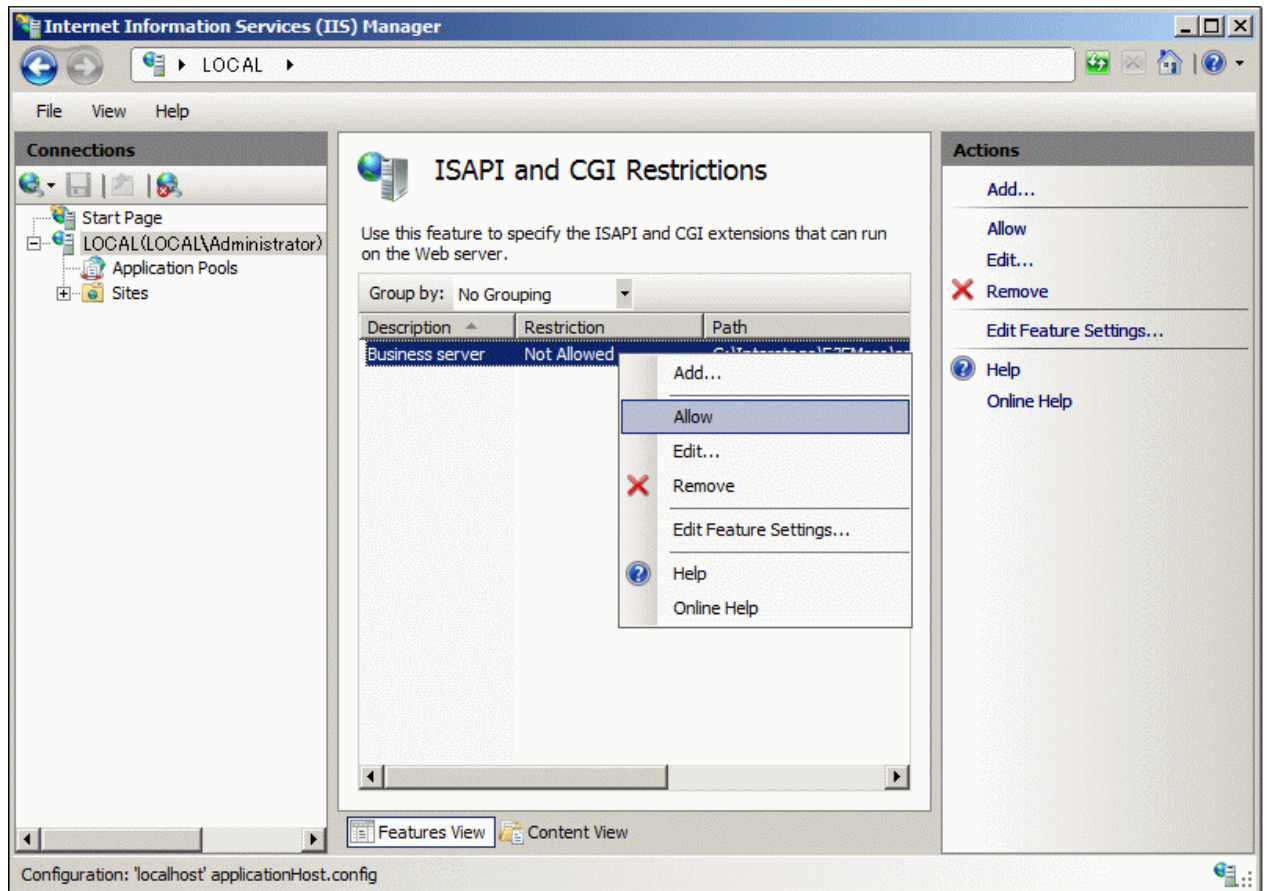 Internet Information Services (IIS) Manager
LOCAL
File View Help
Connections
Start Page
LOCAL(LOCAL\Administrator)
Application Pools
Sites
ISAPI and CGI Restrictions
Use this feature to specify the ISAPI and CGI extensions that can run
on the Web server.
Group by: No Grouping
Description Restriction Path
Business server Not Allowed
Add...
Allow
Edit...
Remove
Edit Feature Settings...
Help
Online Help
Features View Content View
Actions
Add...
Allow
Edit...
Remove
Edit Feature Settings...
Help
Online Help
Configuration: 'localhost' applicationHost.config